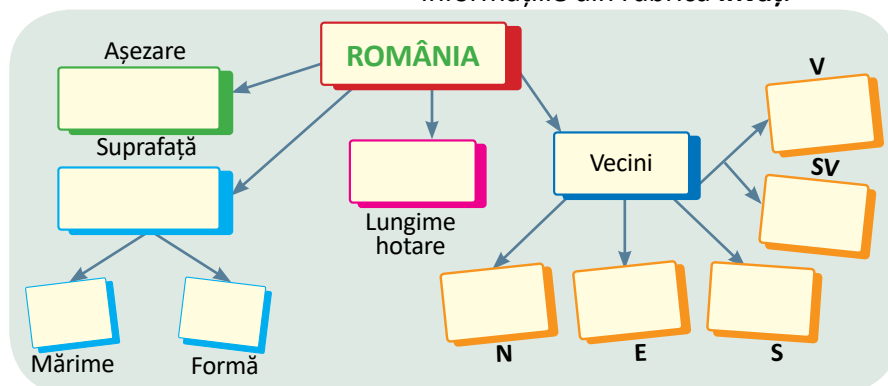 informațiile din rubrica
Așezare
ROMÂNIA
V
Suprafață
Vecini
SV
Lungime
hotare
Mărime
Formă
N
E
S